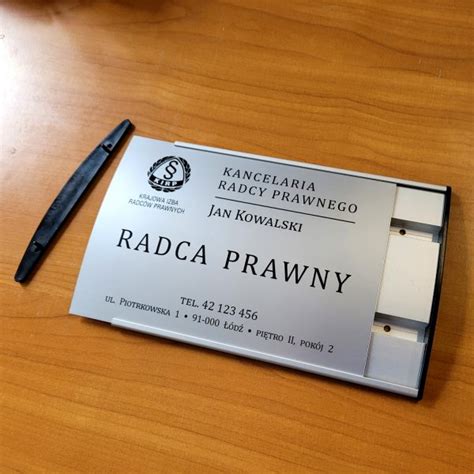 §
KIRP
KRAJOWA IZBA
RADCÓW PRAWNYCH
KANCELARIA
RADCY PRAWNEGO
JAN KOWALSKI
RADCA PRAWNY
TEL. 42 123 456
UL. PIOTRKOWSKA 1 • 91-000 ŁÓDŹ • PIĘTRO II, POKÓJ 2